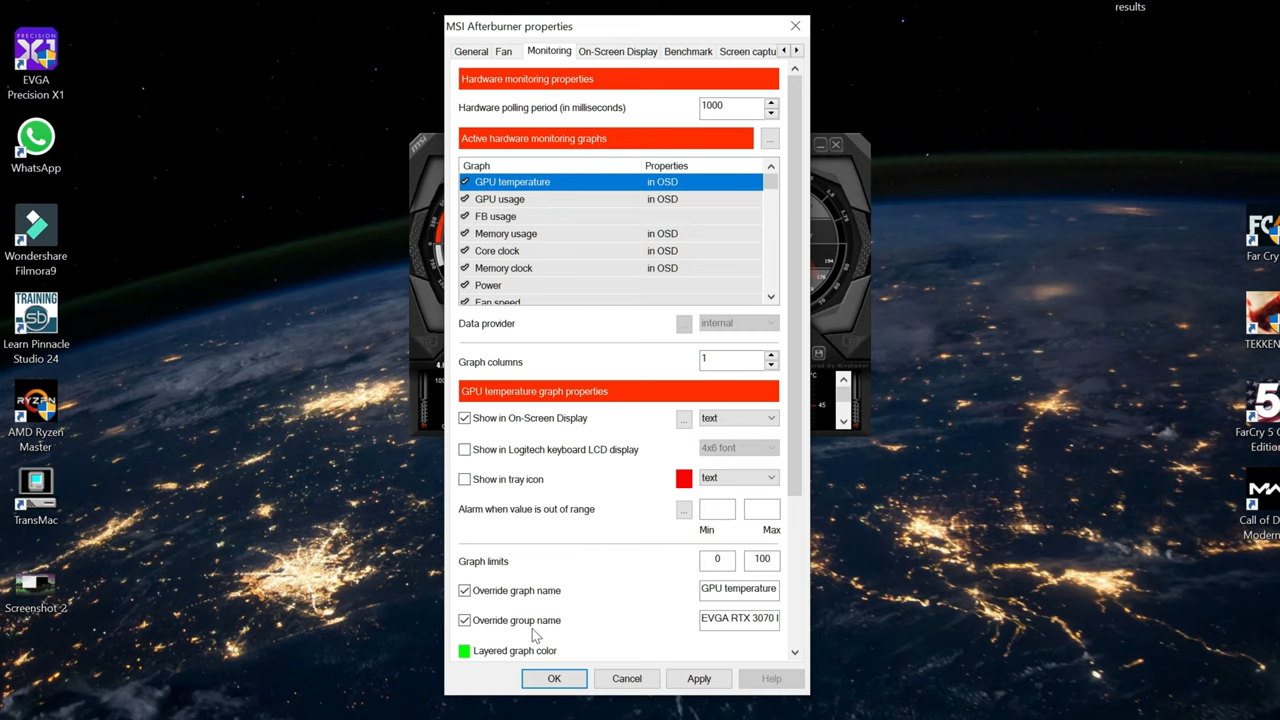 results
EVGA
Precision X1
WhatsApp
Wondershare
Filmora9
TRAINING
sb
Learn Pinnacle
Studio 24
RYZEN
AMD Ryzen
Master
TransMac
Screenshot-2
MSI Afterburner properties
General Fan Monitoring On-Screen Display Benchmark Screen captu
Hardware monitoring properties
Hardware polling period (in milliseconds) 1000
Active hardware monitoring graphs ...
Graph Properties
GPU temperature in OSD
GPU usage in OSD
FB usage
Memory usage in OSD
Core clock in OSD
Memory clock in OSD
Power
Fan speed
Data provider ... internal
Graph columns 1
GPU temperature graph properties
Show in On-Screen Display ... text
Show in Logitech keyboard LCD display 4x6 font
Show in tray icon text
Alarm when value is out of range ...
Min Max
Graph limits 0 100
Override graph name GPU temperature
Override group name EVGA RTX 3070
Layered graph color
OK Cancel Apply Help
FC
Far Cry
TEKKEN
5
FarCry 5
Edition
Call of D
Modern